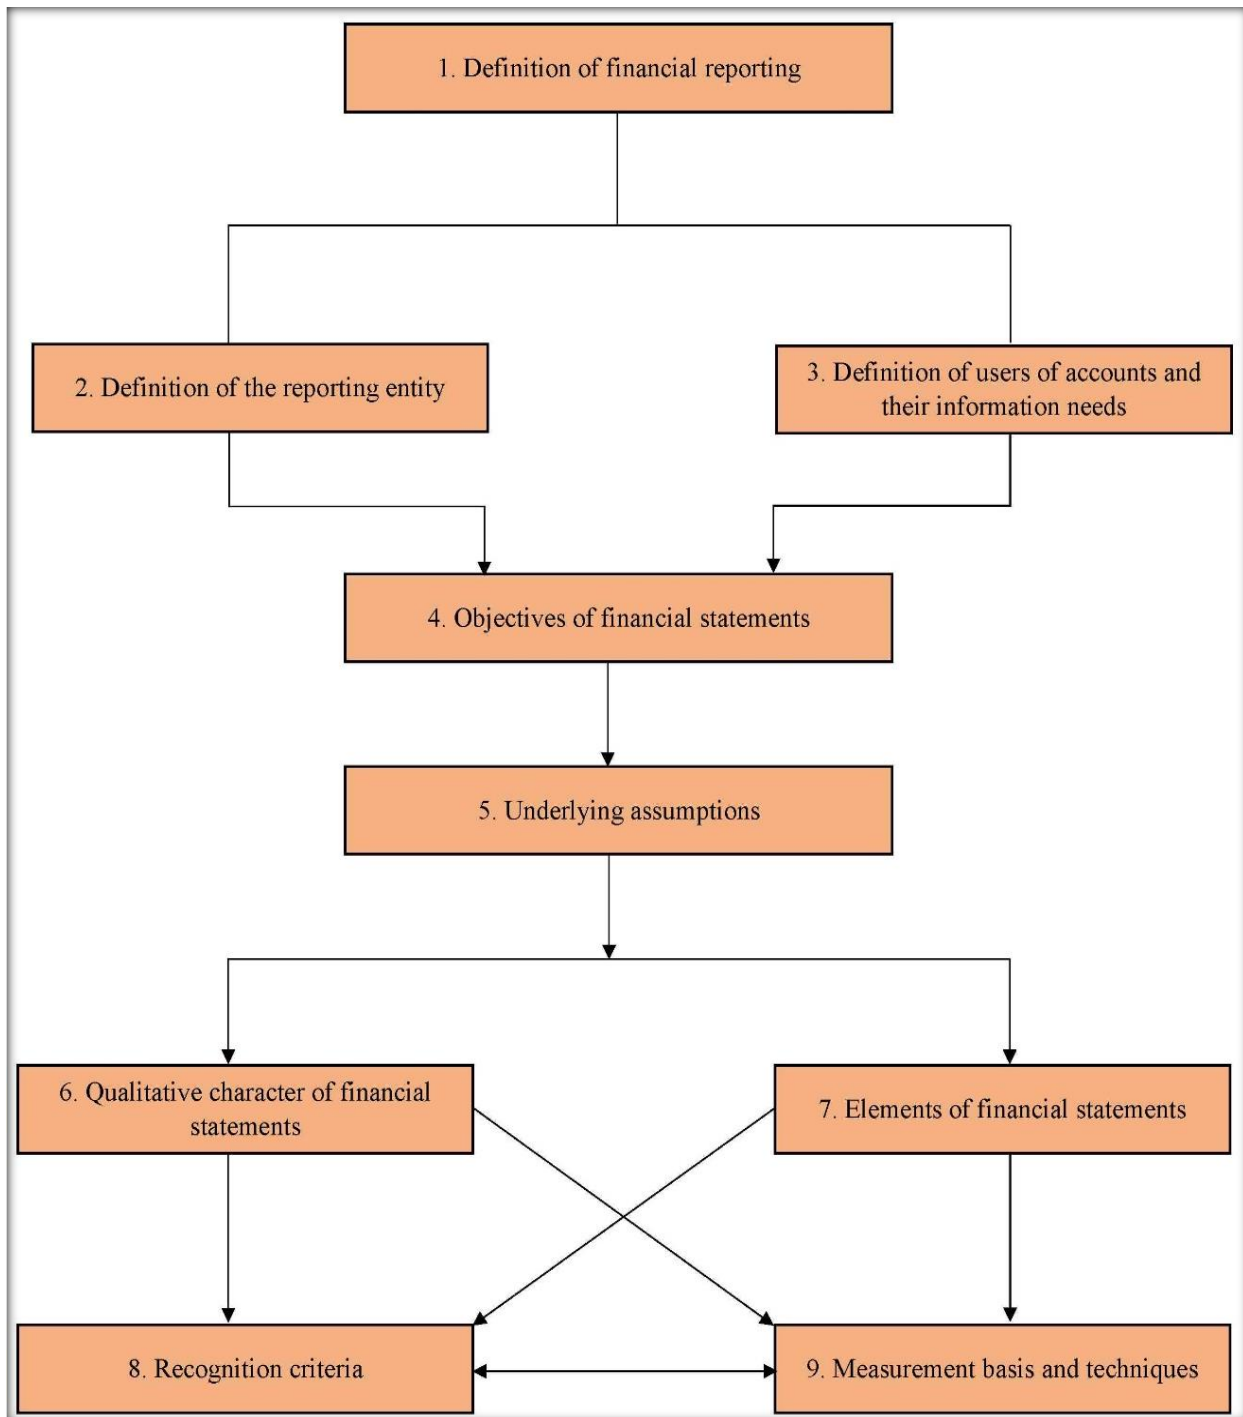 1. Definition of financial reporting
2. Definition of the reporting entity
3. Definition of users of accounts and
their information needs
4. Objectives of financial statements
5. Underlying assumptions
6. Qualitative character of financial
statements
7. Elements of financial statements
8. Recognition criteria
9. Measurement basis and techniques